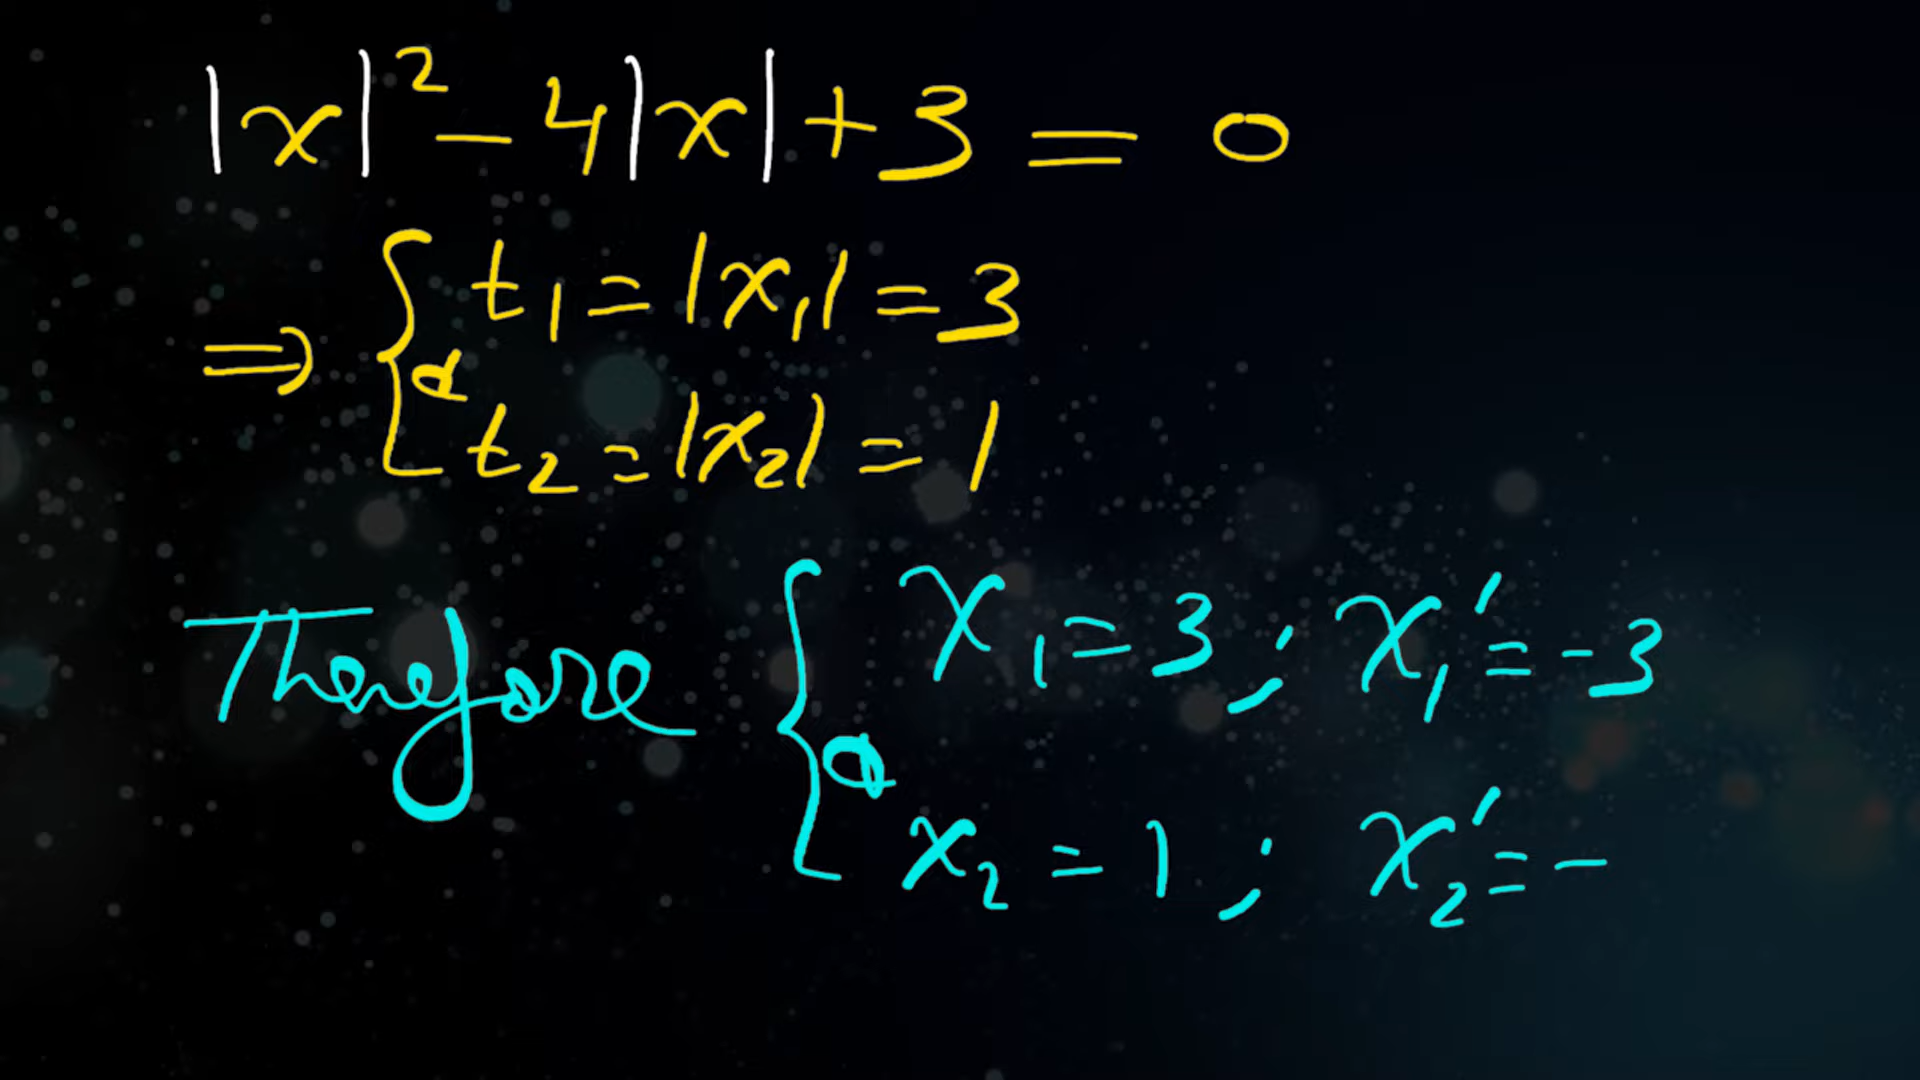 |x|² - 4|x| + 3 = 0
⇒ { t₁ = |x₁| = 3
t₂ = |x₂| = 1
Therefore { x₁ = 3 ; x₁' = -3
x₂ = 1 ; x₂' = -